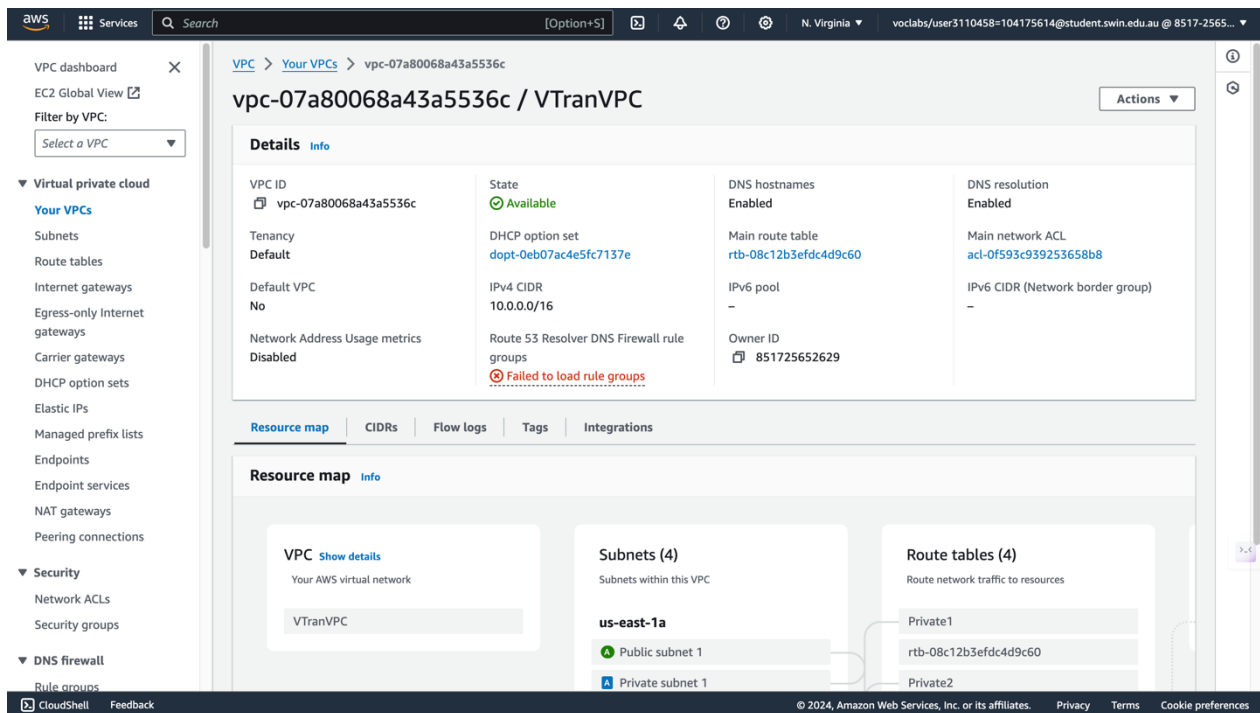 aws
Services
Search
[Option+S]
N. Virginia
voclabs/user3110458=104175614@student.swin.edu.au @ 8517-2565...
VPC dashboard
EC2 Global View
Filter by VPC:
Select a VPC
Virtual private cloud
Your VPCs
Subnets
Route tables
Internet gateways
Egress-only Internet
gateways
Carrier gateways
DHCP option sets
Elastic IPs
Managed prefix lists
Endpoints
Endpoint services
NAT gateways
Peering connections
Security
Network ACLs
Security groups
DNS firewall
Rule groups
VPC > Your VPCs > vpc-07a80068a43a5536c
vpc-07a80068a43a5536c / VTranVPC
Actions
Details Info
VPC ID
vpc-07a80068a43a5536c
State
Available
DNS hostnames
Enabled
DNS resolution
Enabled
Tenancy
Default
DHCP option set
dopt-0eb07ac4e5fc7137e
Main route table
rtb-08c12b3efdc4d9c60
Main network ACL
acl-0f593c939253658b8
Default VPC
No
IPv4 CIDR
10.0.0.0/16
IPv6 pool
–
IPv6 CIDR (Network border group)
–
Network Address Usage metrics
Disabled
Route 53 Resolver DNS Firewall rule
groups
Failed to load rule groups
Owner ID
851725652629
Resource map
CIDRs
Flow logs
Tags
Integrations
Resource map Info
VPC Show details
Your AWS virtual network
VTranVPC
Subnets (4)
Subnets within this VPC
us-east-1a
A Public subnet 1
A Private subnet 1
Route tables (4)
Route network traffic to resources
Private1
rtb-08c12b3efdc4d9c60
Private2
CloudShell
Feedback
© 2024, Amazon Web Services, Inc. or its affiliates.
Privacy
Terms
Cookie preferences